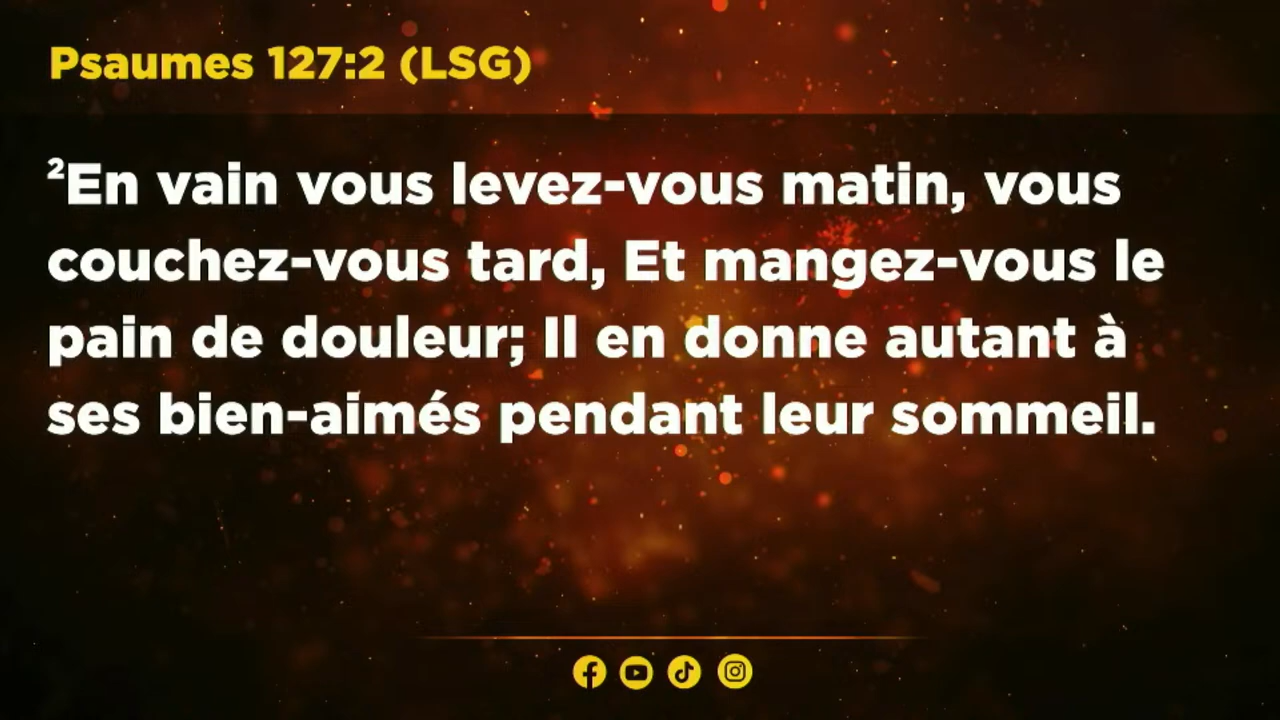 Psaumes 127:2 (LSG)
²En vain vous levez-vous matin, vous
couchez-vous tard, Et mangez-vous le
pain de douleur; Il en donne autant à
ses bien-aimés pendant leur sommeil.